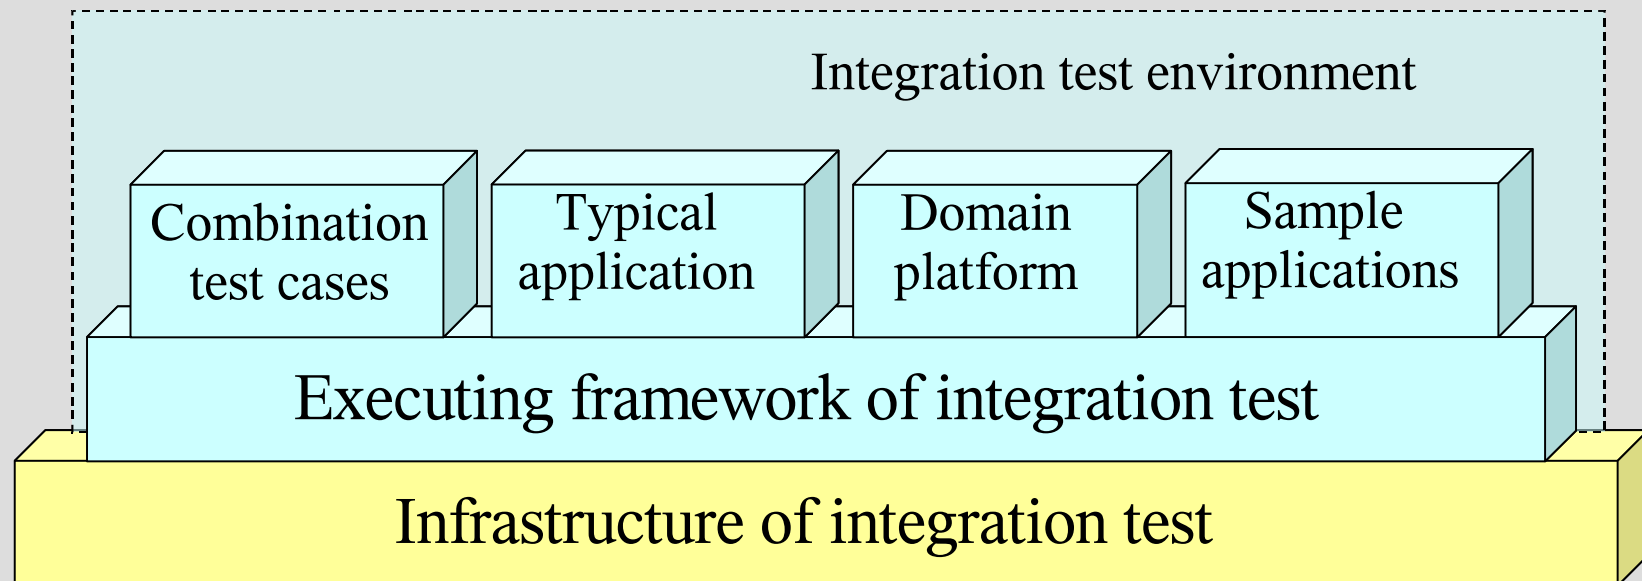 Integration test environment
Combination
test cases
Typical
application
Domain
platform
Sample
applications
Executing framework of integration test
Infrastructure of integration test